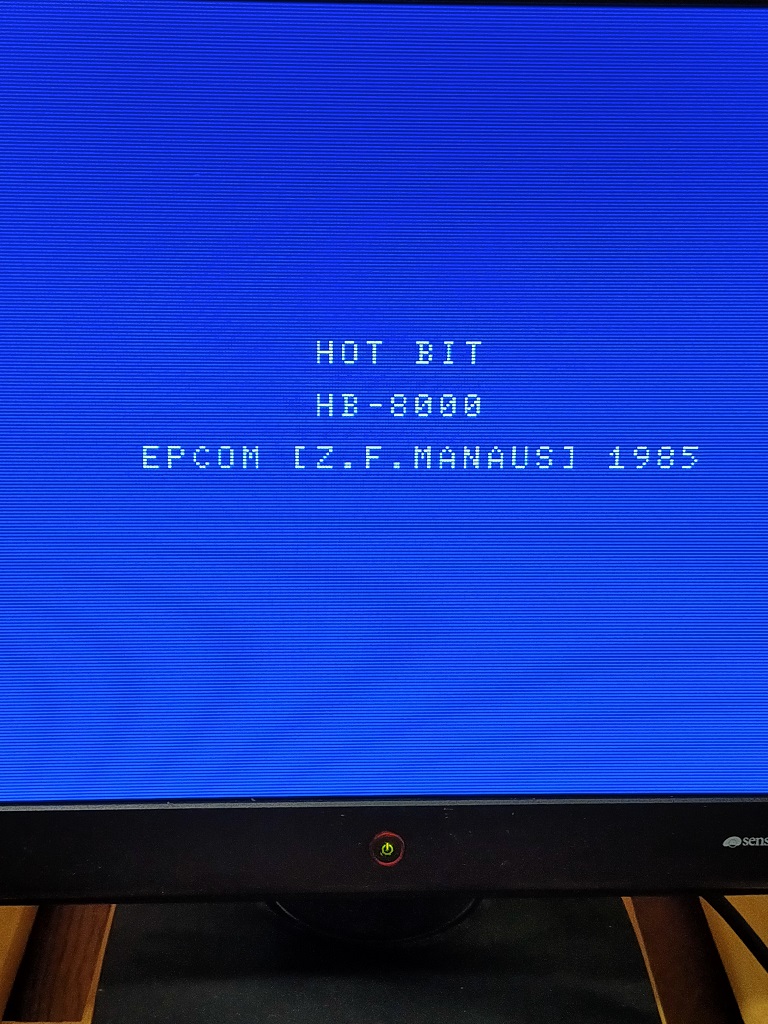 HOT BIT
HB-8000
EPCOM [Z.F.MANAUS] 1985